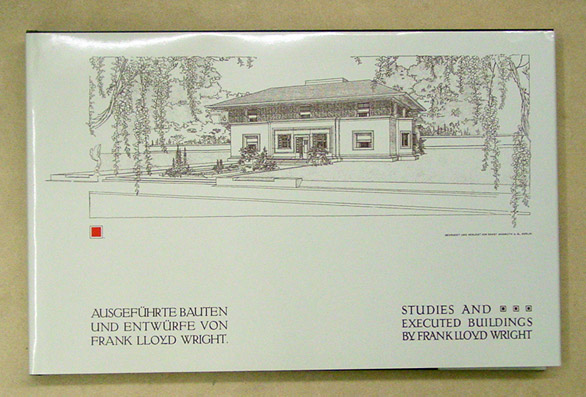 AUSGEFÜHRTE BAUTEN
UND ENTWÜRFE VON
FRANK LLOYD WRIGHT.
STUDIES AND
EXECUTED BUILDINGS
BY FRANK LLOYD WRIGHT